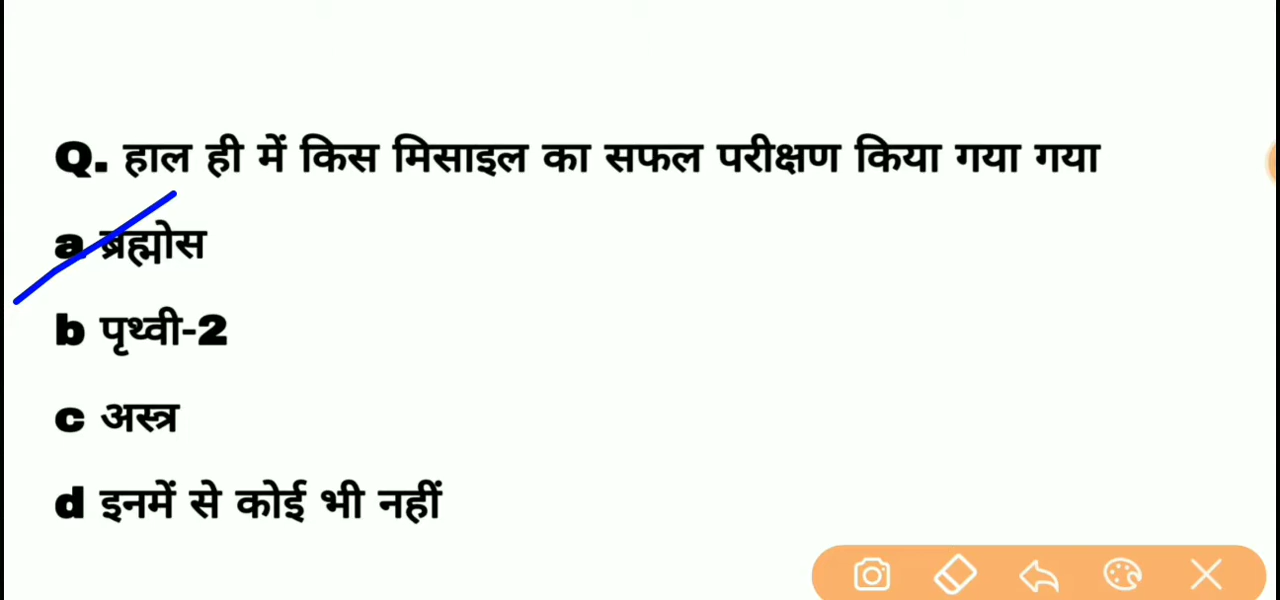 Q. हाल ही में किस मिसाइल का सफल परीक्षण किया गया गया
a ब्रह्मोस
b पृथ्वी-2
c अस्त्र
d इनमें से कोई भी नहीं